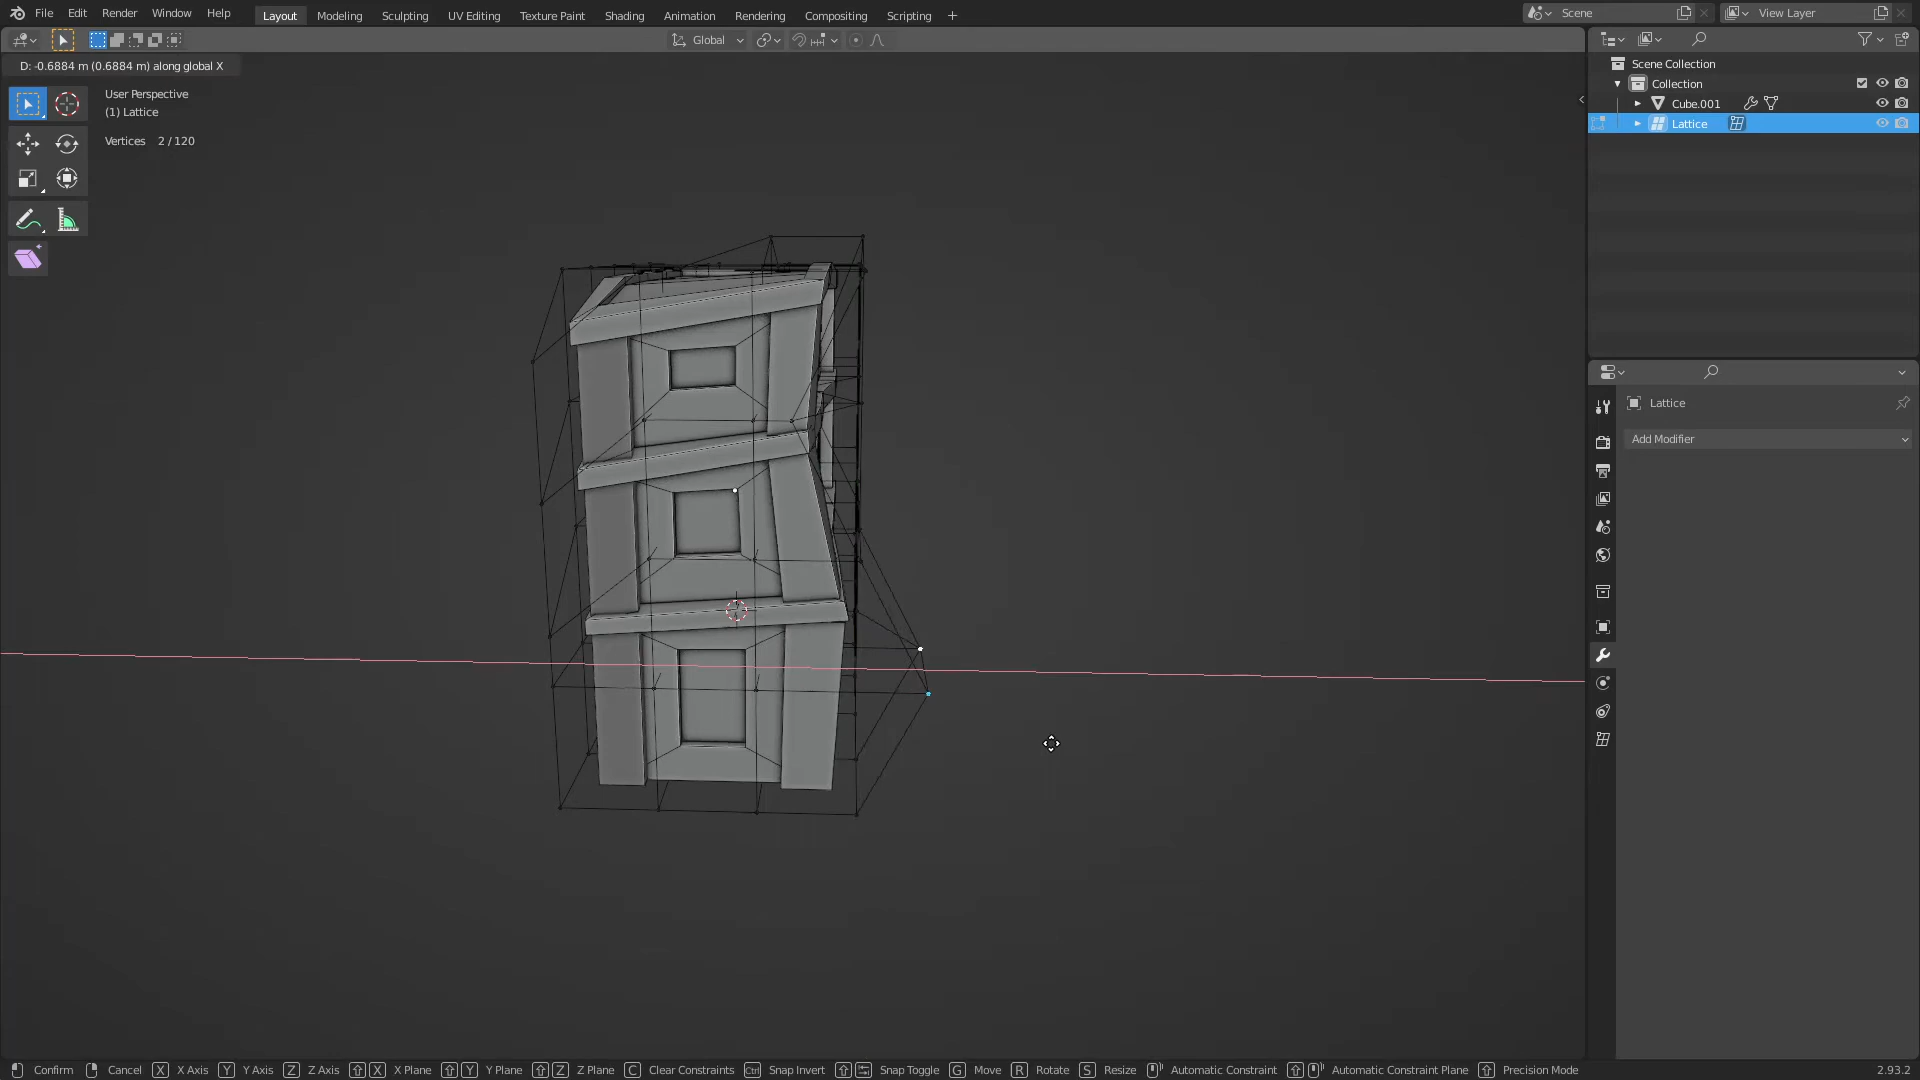 File Edit Render Window Help Layout Modeling Sculpting UV Editing Texture Paint Shading Animation Rendering Compositing Scripting + Scene View Layer
Global
D: -0.6884 m (0.6884 m) along global X
User Perspective
(1) Lattice
Vertices 2 / 120
Scene Collection
Collection
Cube.001
Lattice
Lattice
Add Modifier
Confirm Cancel X X Axis Y Y Axis Z Z Axis X X Plane Y Y Plane Z Z Plane C Clear Constraints Ctrl Snap Invert Snap Toggle G Move R Rotate S Resize Automatic Constraint Automatic Constraint Plane Precision Mode 2.93.2